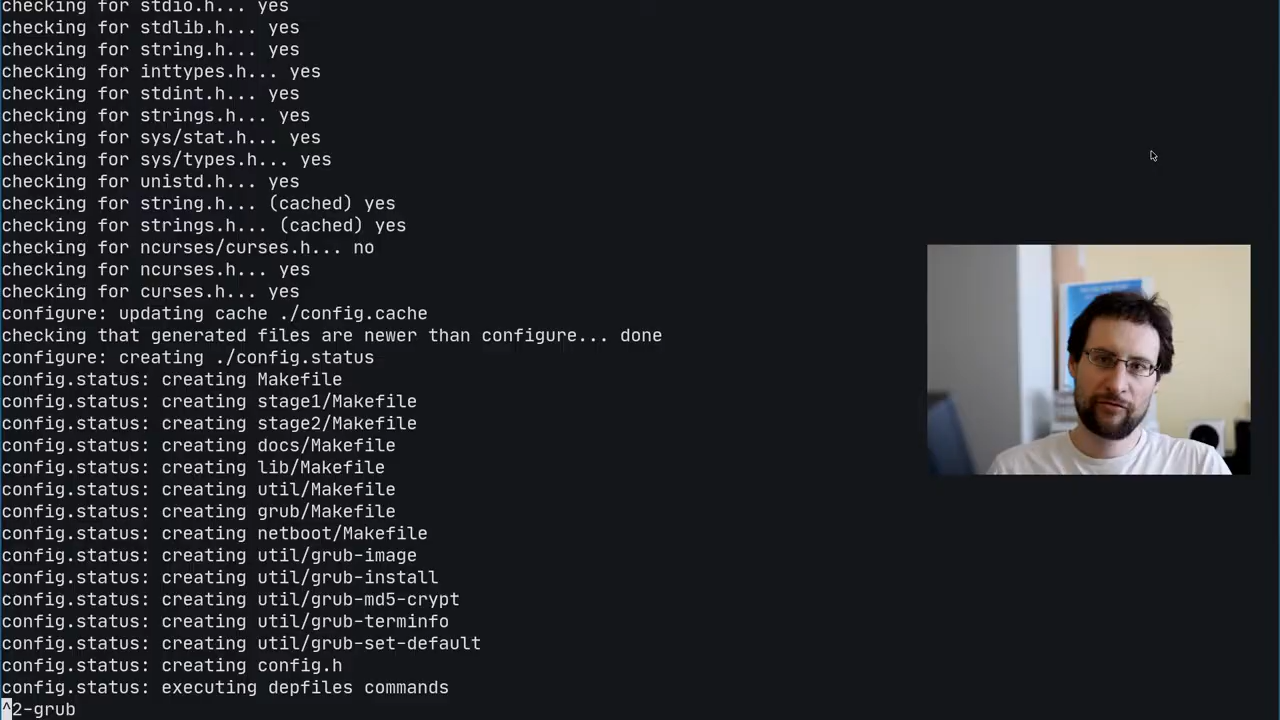 checking for stdio.h... yes
checking for stdlib.h... yes
checking for string.h... yes
checking for inttypes.h... yes
checking for stdint.h... yes
checking for strings.h... yes
checking for sys/stat.h... yes
checking for sys/types.h... yes
checking for unistd.h... yes
checking for string.h... (cached) yes
checking for strings.h... (cached) yes
checking for ncurses/curses.h... no
checking for ncurses.h... yes
checking for curses.h... yes
configure: updating cache ./config.cache
checking that generated files are newer than configure... done
configure: creating ./config.status
config.status: creating Makefile
config.status: creating stage1/Makefile
config.status: creating stage2/Makefile
config.status: creating docs/Makefile
config.status: creating lib/Makefile
config.status: creating util/Makefile
config.status: creating grub/Makefile
config.status: creating netboot/Makefile
config.status: creating util/grub-image
config.status: creating util/grub-install
config.status: creating util/grub-md5-crypt
config.status: creating util/grub-terminfo
config.status: creating util/grub-set-default
config.status: creating config.h
config.status: executing depfiles commands
^2-grub